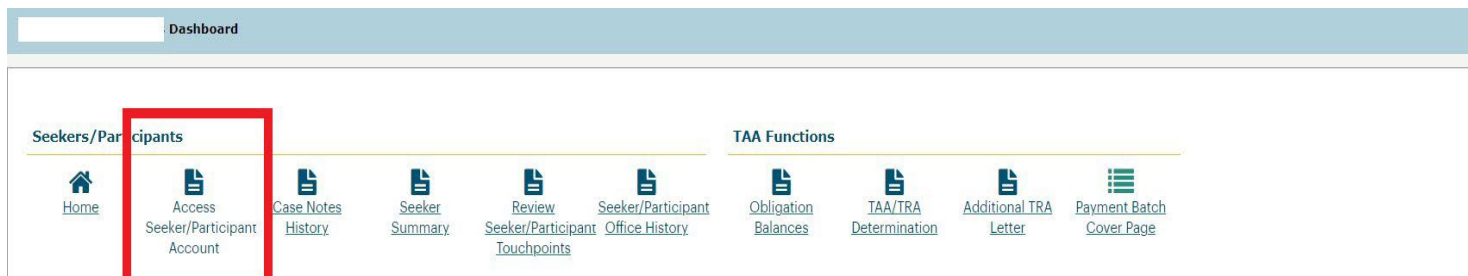 Dashboard
Seekers/Participants
Home
Access
Seeker/Participant
Account
Case Notes
History
Seeker
Summary
Review
Seeker/Participant
Touchpoints
Seeker/Participant
Office History
TAA Functions
Obligation
Balances
TAA/TRA
Determination
Additional TRA
Letter
Payment Batch
Cover Page